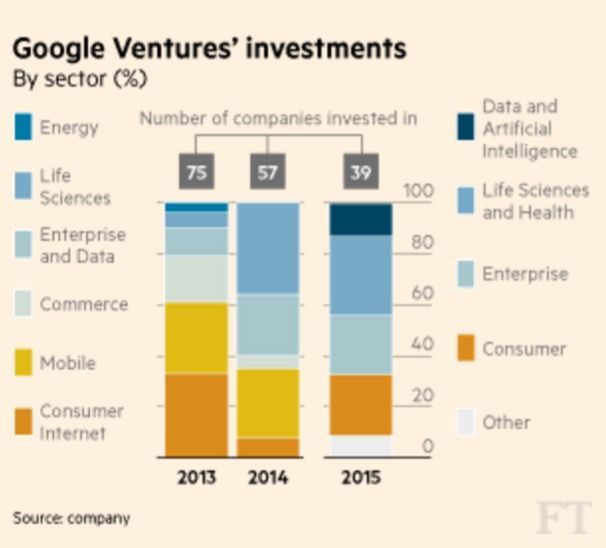 Google Ventures' investments
By sector (%)
Number of companies invested in
Energy
Life
Sciences
Enterprise
and Data
Commerce
Mobile
Consumer
Internet
75
57
39
100
80
60
40
20
0
2013
2014
2015
Data and
Artificial
Intelligence
Life Sciences
and Health
Enterprise
Consumer
Other
Source: company
FT